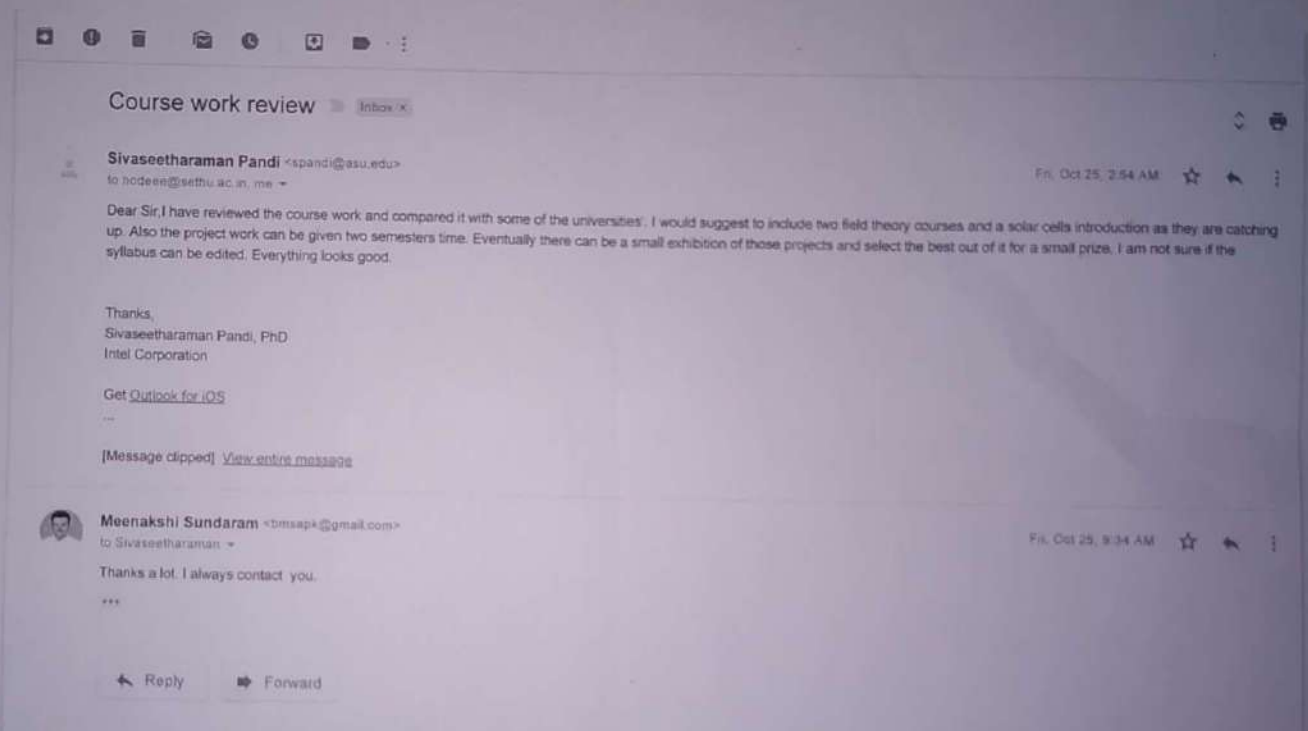 Course work review Inbox x
Sivaseetharaman Pandi <spandi@asu.edu>
Fri, Oct 25, 2:54 AM
to hodeee@sethu.ac.in, me
Dear Sir,I have reviewed the course work and compared it with some of the universities'. I would suggest to include two field theory courses and a solar cells introduction as they are catching
up. Also the project work can be given two semesters time. Eventually there can be a small exhibition of those projects and select the best out of it for a small prize. I am not sure if the
syllabus can be edited. Everything looks good.
Thanks,
Sivaseetharaman Pandi, PhD
Intel Corporation
Get Outlook for iOS
...
[Message clipped] View entire message
Meenakshi Sundaram <bmsapk@gmail.com>
Fri, Oct 25, 9:34 AM
to Sivaseetharaman
Thanks a lot. I always contact you.
...
Reply
Forward